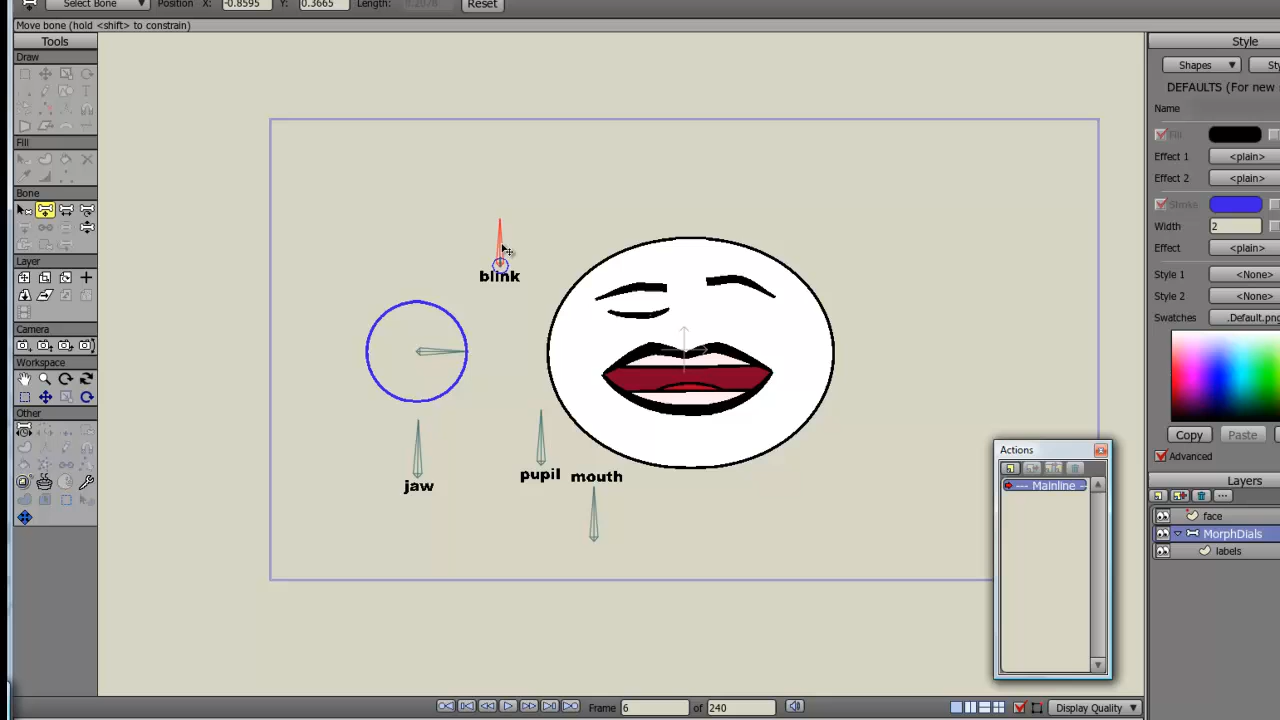 Select Bone Position X: -0.8595 Y: 0.3665 Length: Reset
Move bone (hold <shift> to constrain)
Tools
Draw
Fill
Bone
Layer
Camera
Workspace
Other
blink
jaw
pupil
mouth
Actions
--- Mainline --
Frame 6 of 240
Display Quality
Style
Shapes
DEFAULTS (For new
Name
Fill
Effect 1 <plain>
Effect 2 <plain>
Stroke
Width 2
Effect <plain>
Style 1 <None>
Style 2 <None>
Swatches .Default.png
Copy Paste
Advanced
Layers
face
MorphDials
labels